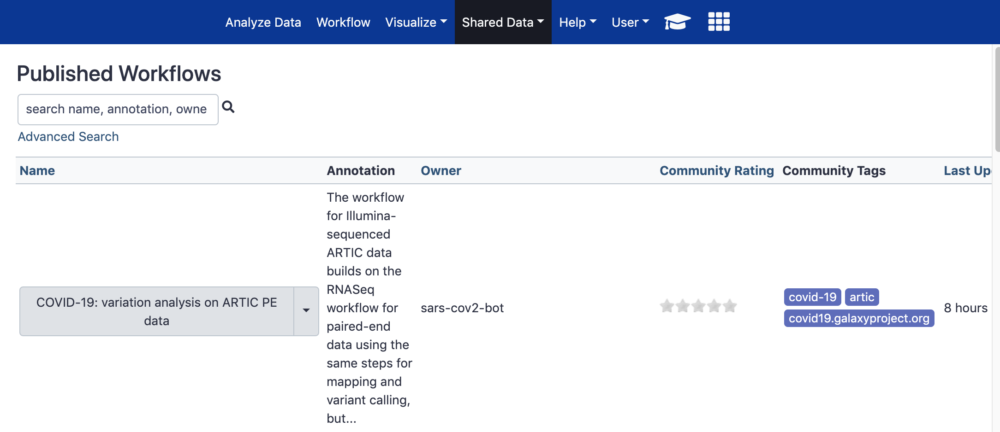 Analyze Data Workflow Visualize Shared Data Help User
Published Workflows
search name, annotation, owne
Advanced Search
Name Annotation Owner Community Rating Community Tags Last Up
The workflow
for Illumina-
sequenced
ARTIC data
builds on the
RNASeq
workflow for
paired-end
data using the
same steps for
mapping and
variant calling,
but...
COVID-19: variation analysis on ARTIC PE
data
sars-cov2-bot
covid-19 artic
covid19.galaxyproject.org
8 hours